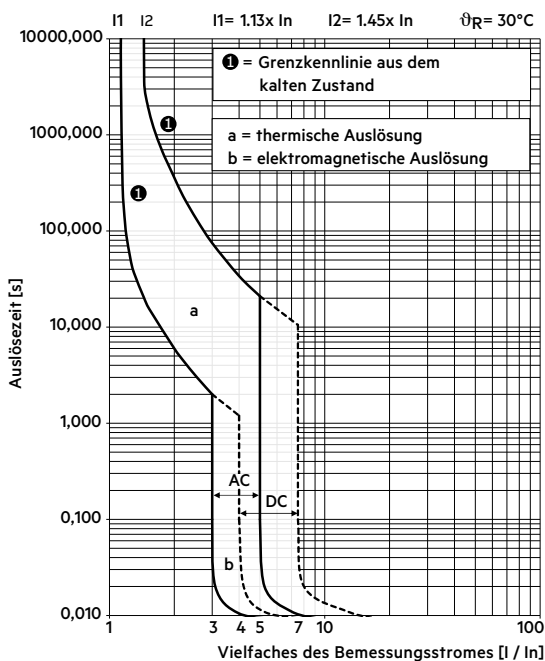 I1 I2 I1= 1.13x In I2= 1.45x In ϑR= 30°C
10000,000
❶ = Grenzkennlinie aus dem
kalten Zustand
❶
1000,000
a = thermische Auslösung
b = elektromagnetische Auslösung
❶
100,000
Auslösezeit [s]
a
10,000
1,000
AC
DC
0,100
b
0,010
1 3 4 5 7 10 100
Vielfaches des Bemessungsstromes [I / In]